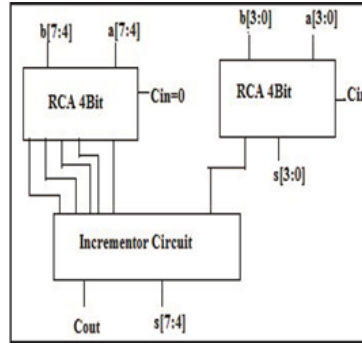 b[7:4] a[7:4]
b[3:0] a[3:0]
RCA 4Bit
Cin=0
RCA 4Bit
Cin
s[3:0]
Incrementor Circuit
Cout
s[7:4]